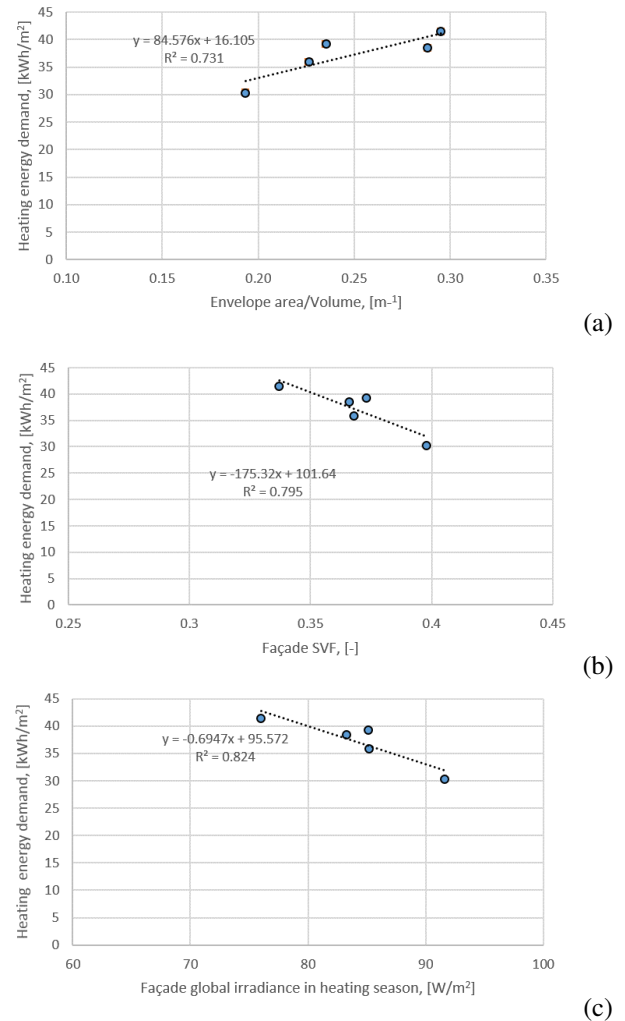 45
40
35
30
25
20
15
10
5
0
Heating energy demand, [kWh/m²]
y = 84.576x + 16.105
R² = 0.731
0.10 0.15 0.20 0.25 0.30 0.35
Envelope area/Volume, [m-¹]
(a)
45
40
35
30
25
20
15
10
5
0
Heating energy demand, [kWh/m²]
y = -175.32x + 101.64
R² = 0.795
0.25 0.3 0.35 0.4 0.45
Façade SVF, [-]
(b)
45
40
35
30
25
20
15
10
5
0
Heating energy demand, [kWh/m²]
y = -0.6947x + 95.572
R² = 0.824
60 70 80 90 100
Façade global irradiance in heating season, [W/m²]
(c)